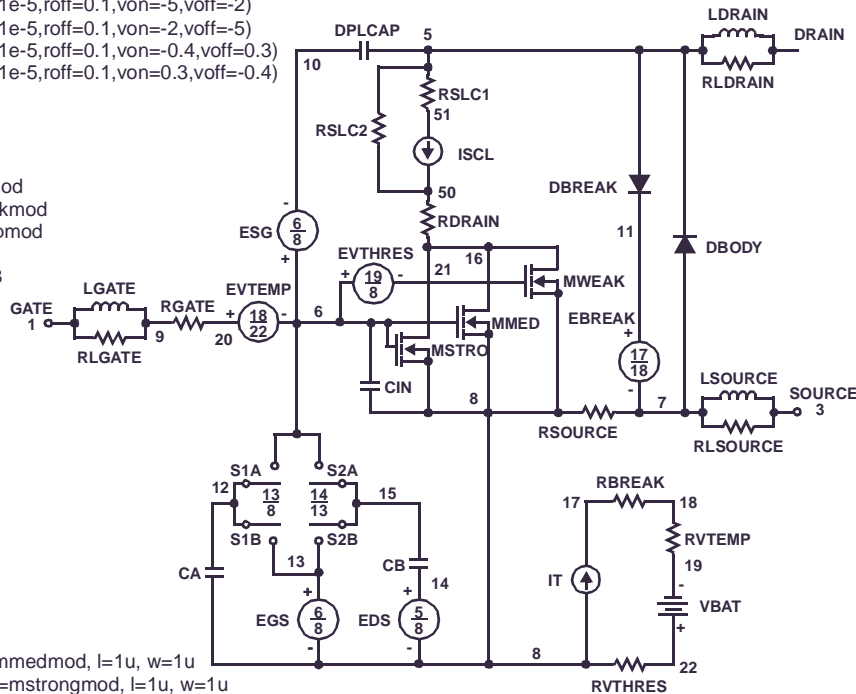 1e-5,roff=0.1,von=-5,voff=-2)
1e-5,roff=0.1,von=-2,voff=-5)
1e-5,roff=0.1,von=-0.4,voff=0.3)
1e-5,roff=0.1,von=0.3,voff=-0.4)
LDRAIN
DPLCAP
5
DRAIN
10
RLDRAIN
RSLC1
51
RSLC2
ISCL
od
kmod
omod
50
DBREAK
-
RDRAIN
ESG
6
8
+
11
DBODY
EVTHRES
16
21
+
19
8
-
MWEAK
LGATE
EVTEMP
GATE
1
RGATE
+
18
22
-
6
MMED
EBREAK
+
9
20
MSTRO
17
18
-
RLGATE
LSOURCE
CIN
8
7
SOURCE
3
RSOURCE
RLSOURCE
S1A
S2A
12
13
8
14
13
15
RBREAK
17
18
S1B
S2B
RVTEMP
13
CB
19
CA
14
IT
-
+
+
VBAT
EGS
6
8
EDS
5
8
+
-
-
8
22
mmedmod, l=1u, w=1u
=mstrongmod, l=1u, w=1u
RVTHRES